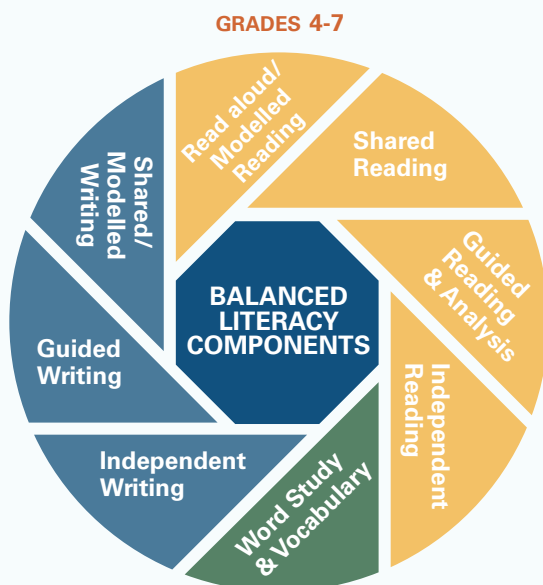 GRADES 4-7
Read aloud/
Modelled
Reading
Shared
Reading
Guided
Reading
& Analysis
Independent
Reading
Word Study
& Vocabulary
Independent
Writing
Guided
Writing
Shared/
Modelled
Writing
BALANCED
LITERACY
COMPONENTS